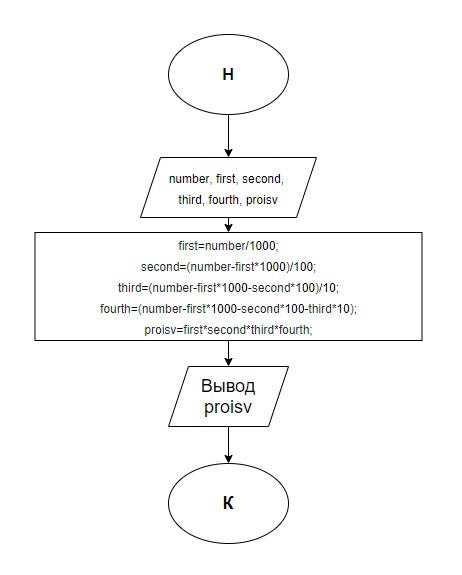 Н
number, first, second,
third, fourth, proisv
first=number/1000;
second=(number-first*1000)/100;
third=(number-first*1000-second*100)/10;
fourth=(number-first*1000-second*100-third*10);
proisv=first*second*third*fourth;
Вывод
proisv
К